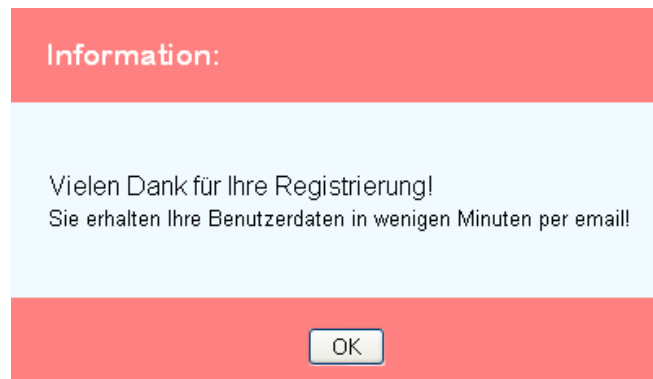 Information:
Vielen Dank für Ihre Registrierung!
Sie erhalten Ihre Benutzerdaten in wenigen Minuten per email!
OK